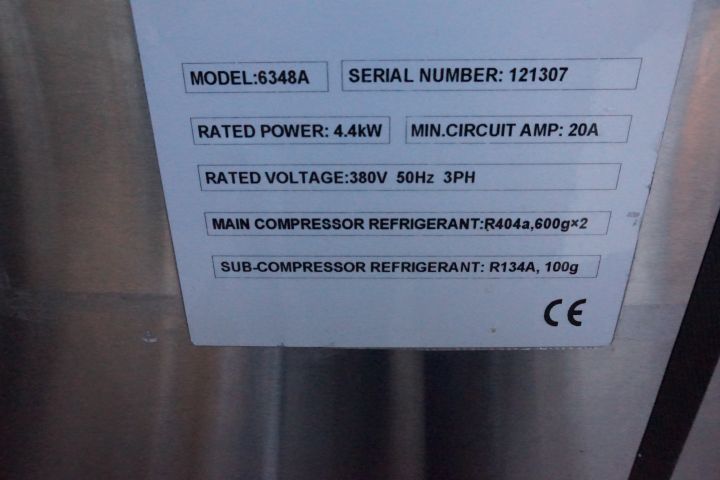 MODEL:6348A SERIAL NUMBER: 121307
RATED POWER: 4.4kW MIN.CIRCUIT AMP: 20A
RATED VOLTAGE:380V 50Hz 3PH
MAIN COMPRESSOR REFRIGERANT:R404a,600g×2
SUB-COMPRESSOR REFRIGERANT: R134A, 100g
CE